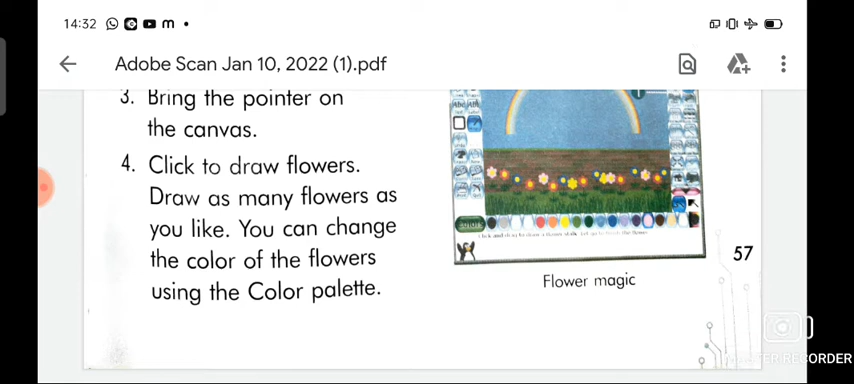 14:32
Adobe Scan Jan 10, 2022 (1).pdf
3. Bring the pointer on
the canvas.
4. Click to draw flowers.
Draw as many flowers as
you like. You can change
the color of the flowers
using the Color palette.
Flower magic
57